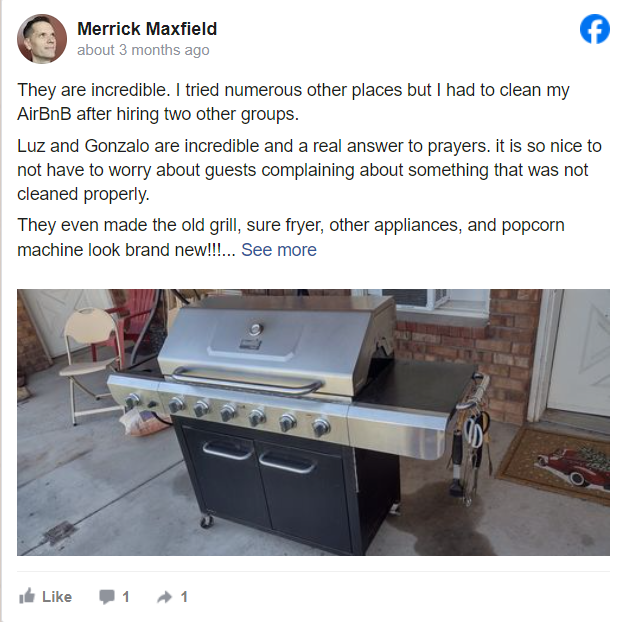 Merrick Maxfield
about 3 months ago
They are incredible. I tried numerous other places but I had to clean my
AirBnB after hiring two other groups.
Luz and Gonzalo are incredible and a real answer to prayers. it is so nice to
not have to worry about guests complaining about something that was not
cleaned properly.
They even made the old grill, sure fryer, other appliances, and popcorn
machine look brand new!!!... See more
Like 1 1